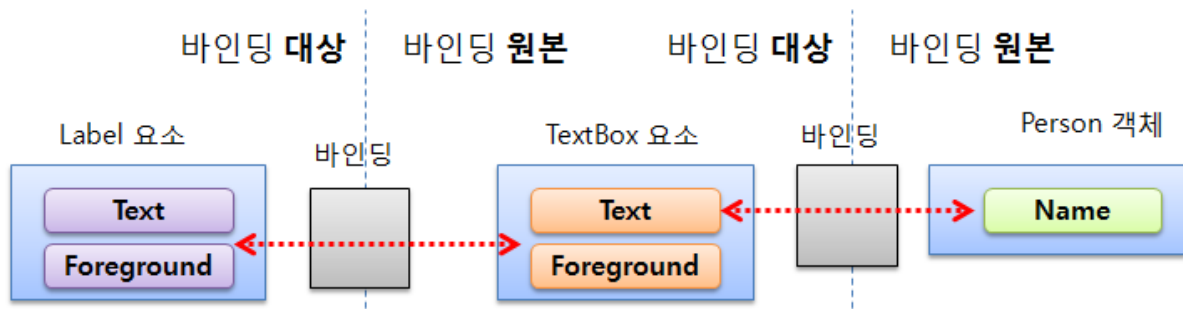 바인딩 대상 바인딩 원본 바인딩 대상 바인딩 원본
Label 요소 바인딩 TextBox 요소 바인딩 Person 객체
Text Text Name
Foreground Foreground